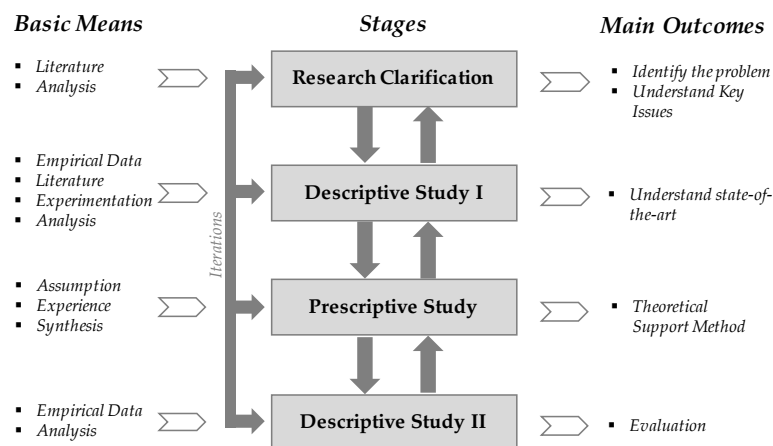 Basic Means
Stages
Main Outcomes
Literature
Analysis
Research Clarification
Identify the problem
Understand Key
Issues
Empirical Data
Literature
Experimentation
Analysis
Descriptive Study I
Understand state-of-
the-art
Iterations
Assumption
Experience
Synthesis
Prescriptive Study
Theoretical
Support Method
Empirical Data
Analysis
Descriptive Study II
Evaluation